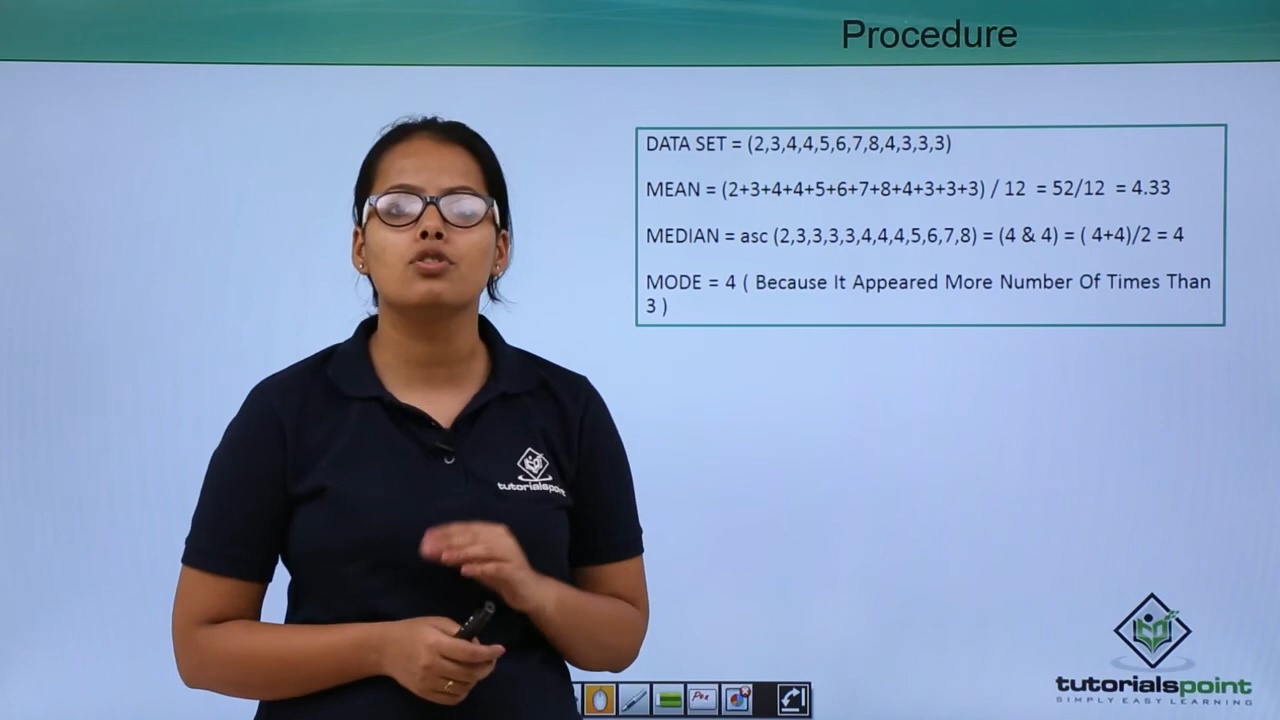 Procedure
DATA SET = (2,3,4,4,5,6,7,8,4,3,3,3)
MEAN = (2+3+4+4+5+6+7+8+4+3+3+3) / 12 = 52/12 = 4.33
MEDIAN = asc (2,3,3,3,3,4,4,4,5,6,7,8) = (4 & 4) = ( 4+4)/2 = 4
MODE = 4 ( Because It Appeared More Number Of Times Than
3 )
tutorialspoint
Pen
tutorialspoint
SIMPLY EASY LEARNING